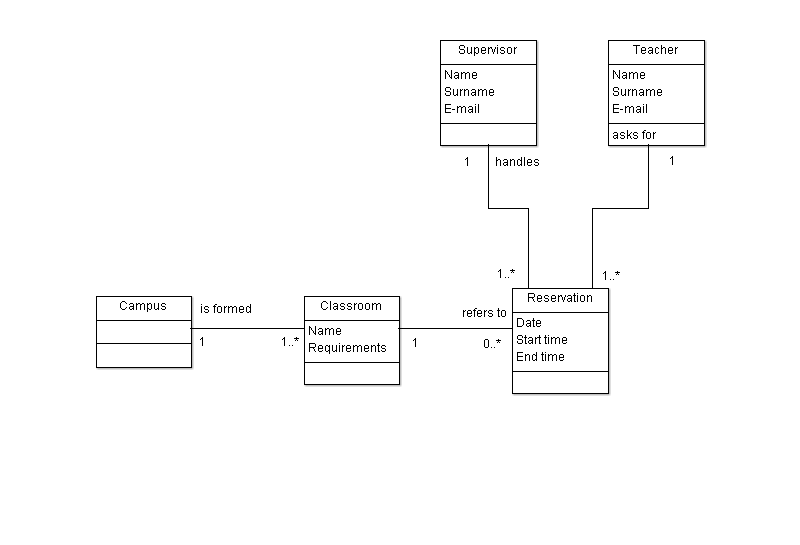 Supervisor
Name
Surname
E-mail
Teacher
Name
Surname
E-mail
asks for
1
handles
1
1..*
1..*
Campus
is formed
1
1..*
Classroom
Name
Requirements
1
refers to
0..*
Reservation
Date
Start time
End time